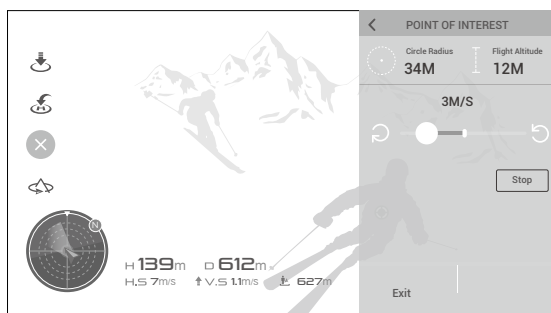 POINT OF INTEREST
Circle Radius
34M
Flight Altitude
12M
3M/S
Stop
N
H 139m D 612m
H.S 7m/s V.S 1.1m/s 627m
Exit